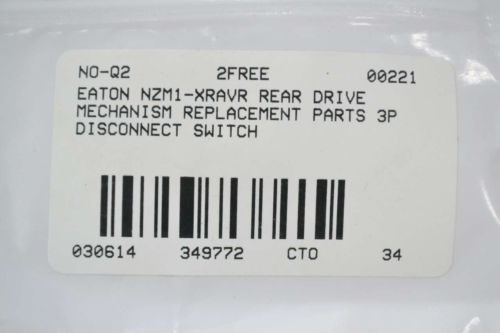 NO-Q2 2FREE 00221
EATON NZM1-XRAVR REAR DRIVE
MECHANISM REPLACEMENT PARTS 3P
DISCONNECT SWITCH
030614 349772 CTO 34